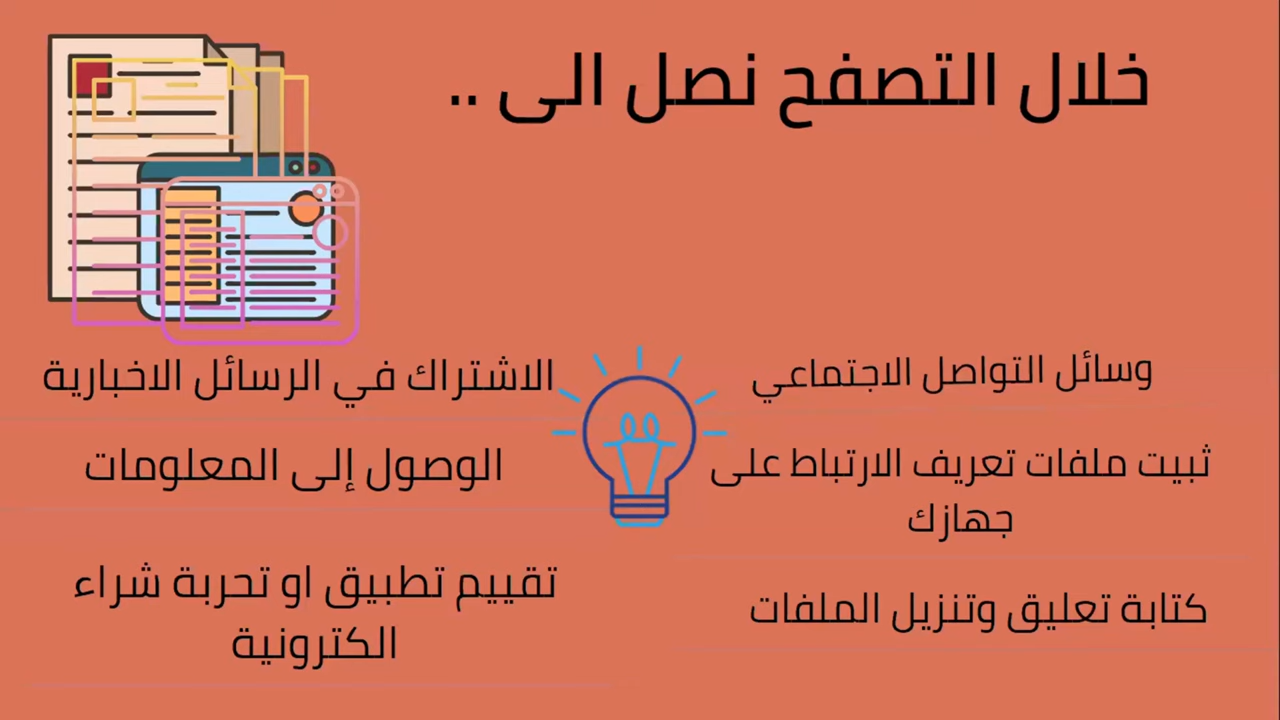 خلال التصفح نصل الى ..
وسائل التواصل الاجتماعي
ثبيت ملفات تعريف الارتباط على
جهازك
كتابة تعليق وتنزيل الملفات
الاشتراك في الرسائل الاخبارية
الوصول إلى المعلومات
تقييم تطبيق او تحربة شراء
الكترونية